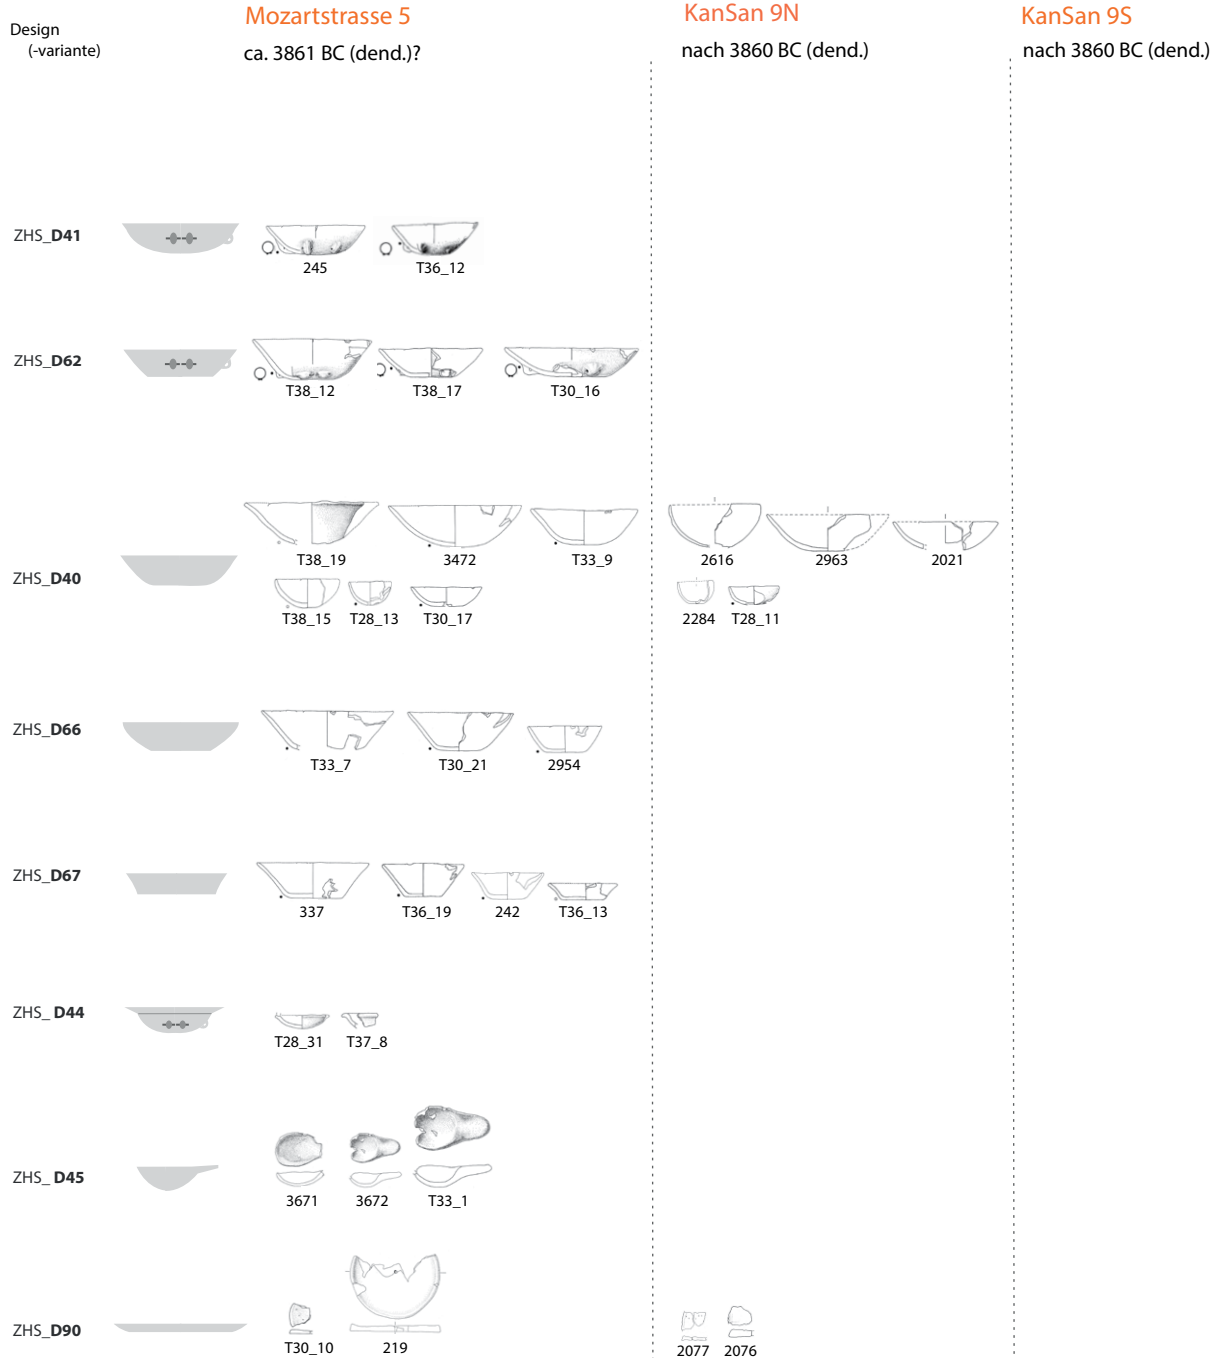 Design
(-variante)
Mozartstrasse 5
ca. 3861 BC (dend.)?
KanSan 9N
nach 3860 BC (dend.)
KanSan 9S
nach 3860 BC (dend.)
ZHS_D41
245 T36_12
ZHS_D62
T38_12 T38_17 T30_16
ZHS_D40
T38_19 3472 T33_9 2616 2963 2021
T38_15 T28_13 T30_17 2284 T28_11
ZHS_D66
T33_7 T30_21 2954
ZHS_D67
337 T36_19 242 T36_13
ZHS_ D44
T28_31 T37_8
ZHS_ D45
3671 3672 T33_1
ZHS_D90
T30_10 219 2077 2076